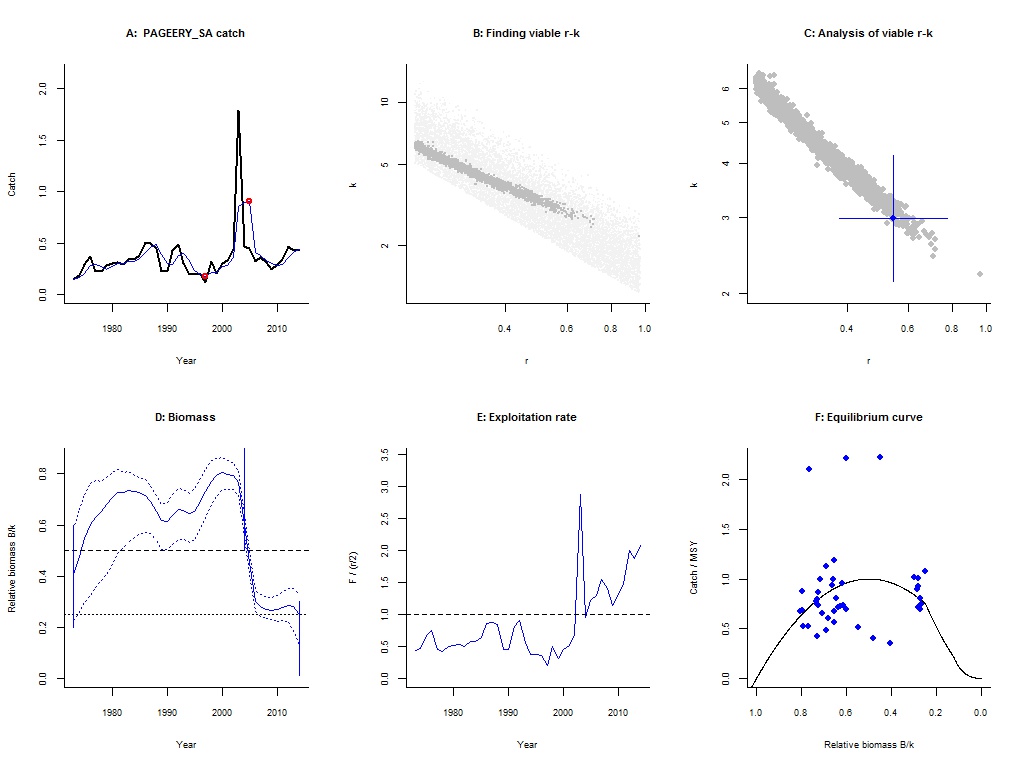 A:  PAGEERY_SA catch
Catch
0.0 0.5 1.0 1.5 2.0
1980 1990 2000 2010
Year
B: Finding viable r-k
k
2 5 10
0.4 0.6 0.8 1.0
r
C: Analysis of viable r-k
k
2 3 4 5 6
0.4 0.6 0.8 1.0
r
D: Biomass
Relative biomass B/k
0.0 0.2 0.4 0.6 0.8
1980 1990 2000 2010
Year
E: Exploitation rate
F / (r/2)
0.0 0.5 1.0 1.5 2.0 2.5 3.0 3.5
1980 1990 2000 2010
Year
F: Equilibrium curve
Catch / MSY
0.0 0.5 1.0 1.5 2.0
1.0 0.8 0.6 0.4 0.2 0.0
Relative biomass B/k